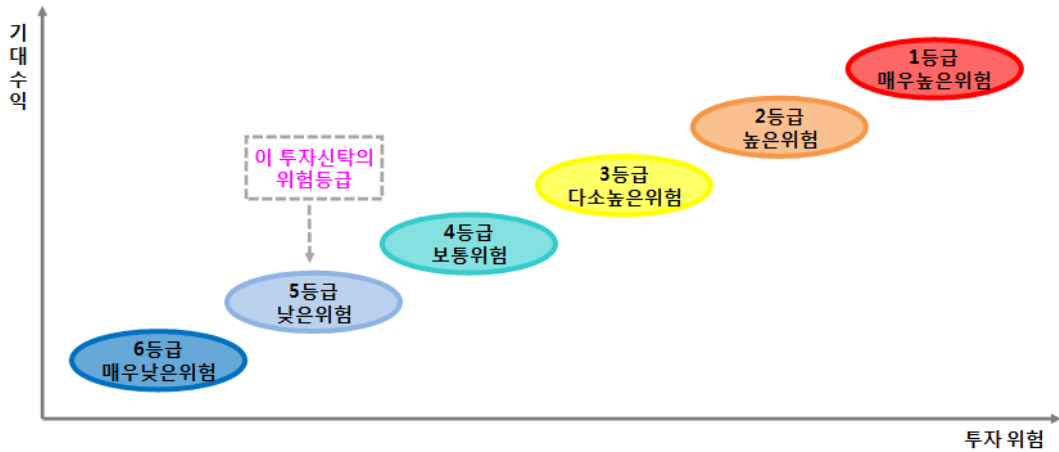 기대수익
1등급
매우높은위험
2등급
높은위험
이 투자신탁의
위험등급
3등급
다소높은위험
4등급
보통위험
5등급
낮은위험
6등급
매우낮은위험
투자 위험